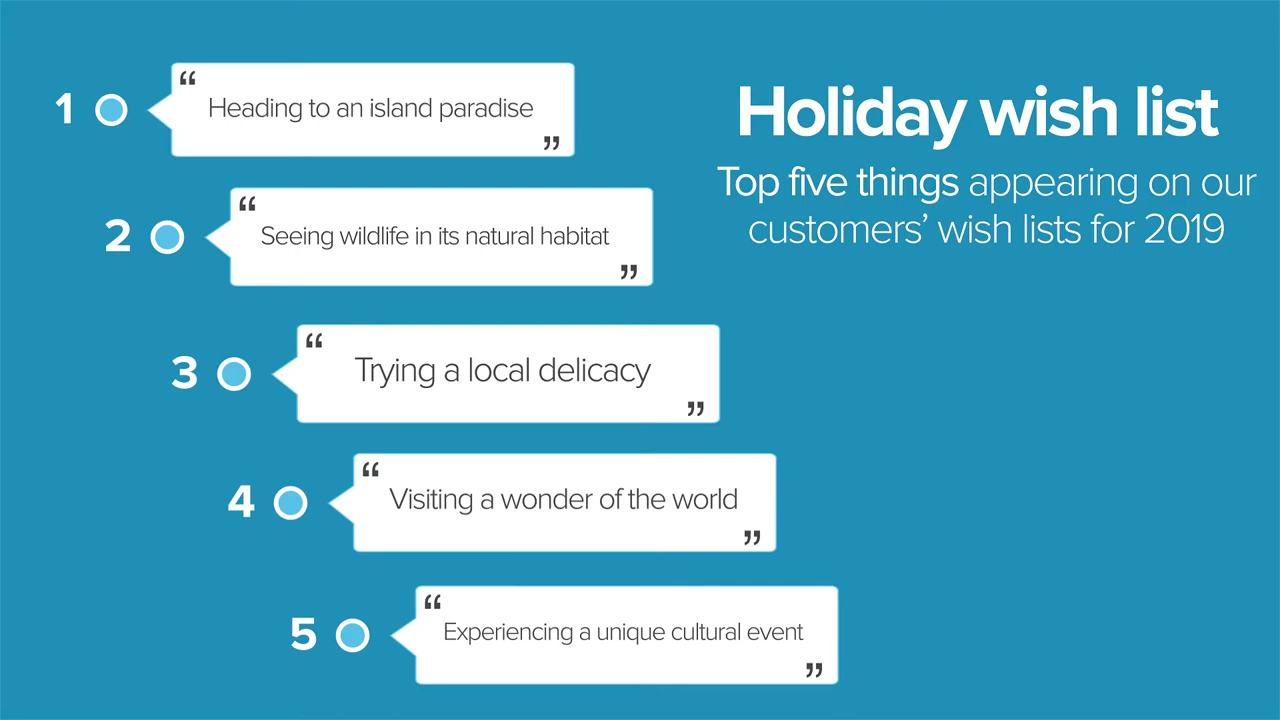 Holiday wish list
Top five things appearing on our
customers’ wish lists for 2019
1 “ Heading to an island paradise ”
2 “ Seeing wildlife in its natural habitat ”
3 “ Trying a local delicacy ”
4 “ Visiting a wonder of the world ”
5 “ Experiencing a unique cultural event ”